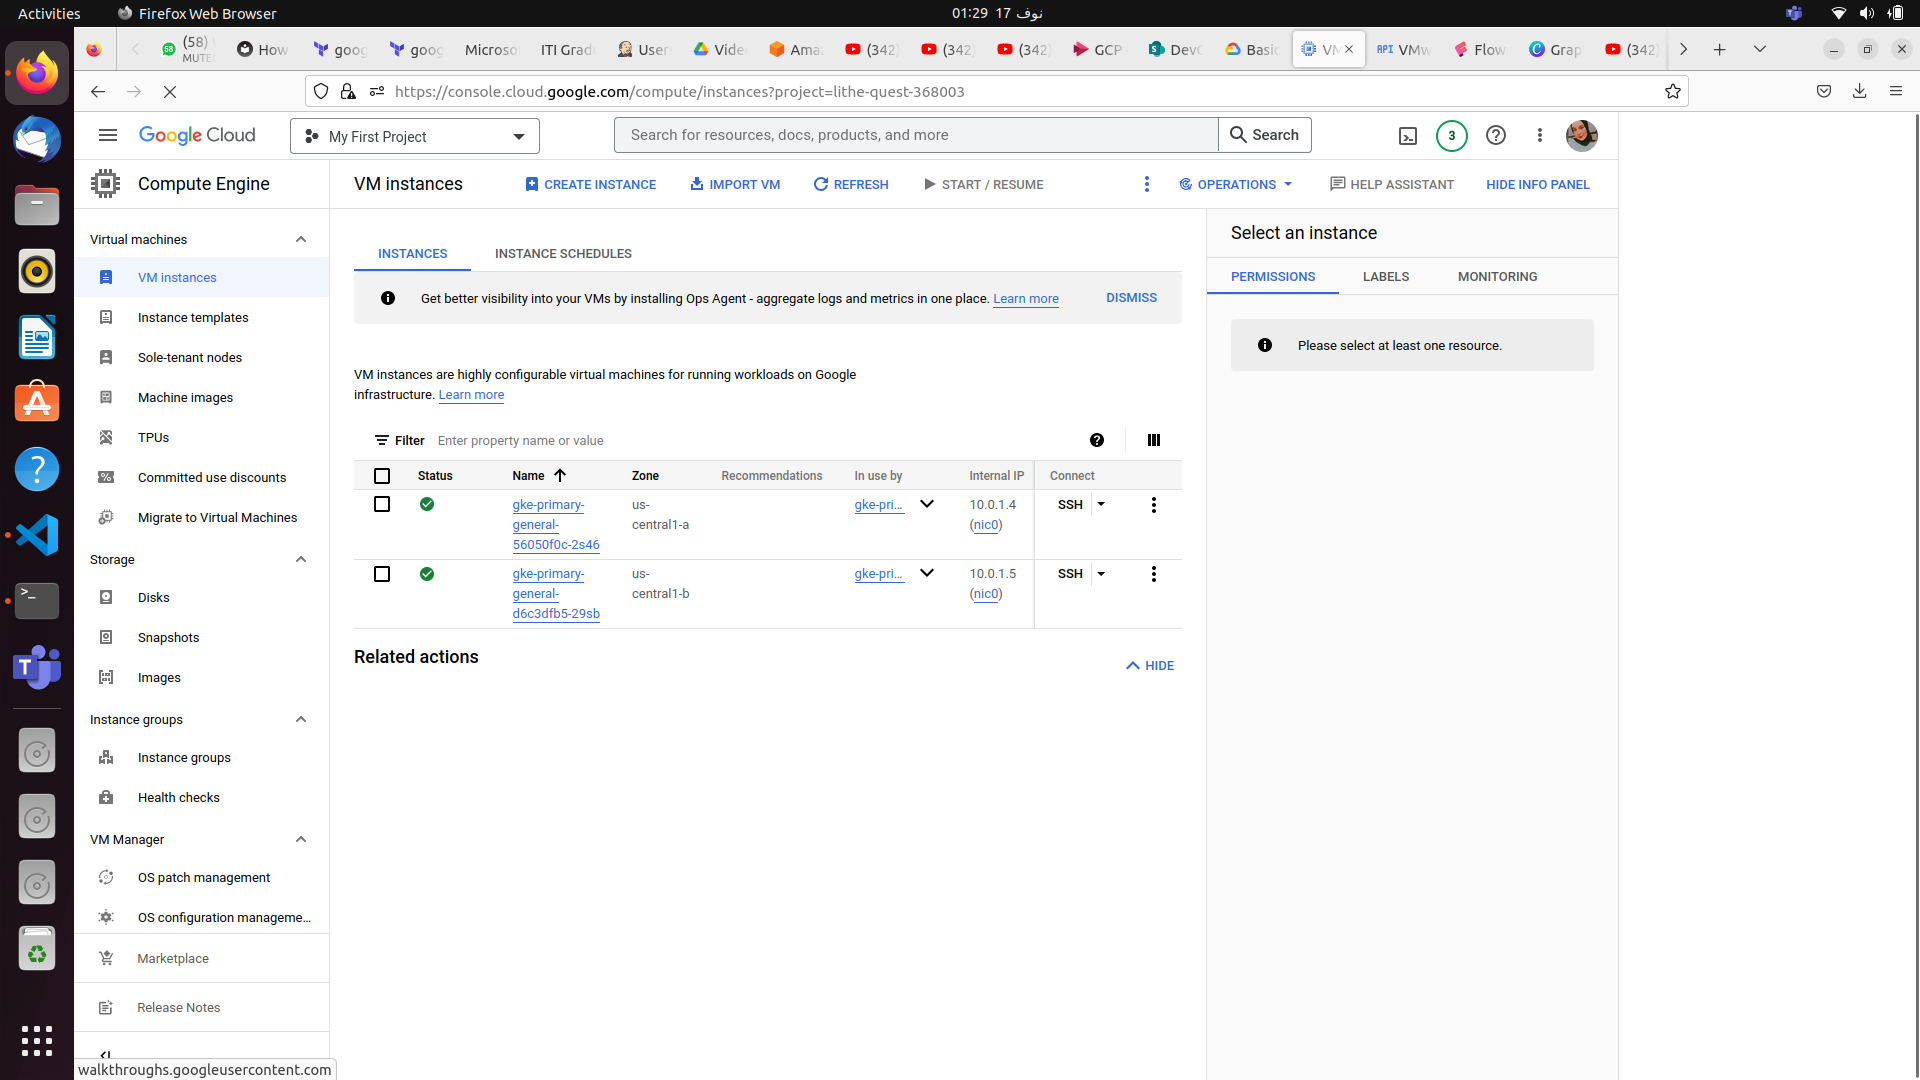 Activities
Firefox Web Browser
01:29 17 نوف
(58)
MUTE
How
goog
goog
Micros
ITI Grad
User
Vide
Ama
(342)
(342)
(342)
GCP
Dev
Basic
VM
VMw
Flow
Grap
(342)
https://console.cloud.google.com/compute/instances?project=lithe-quest-368003
Google Cloud
My First Project
Search for resources, docs, products, and more
Search
3
Compute Engine
VM instances
CREATE INSTANCE
IMPORT VM
REFRESH
START / RESUME
OPERATIONS
HELP ASSISTANT
HIDE INFO PANEL
Virtual machines
VM instances
Instance templates
Sole-tenant nodes
Machine images
TPUs
Committed use discounts
Migrate to Virtual Machines
Storage
Disks
Snapshots
Images
Instance groups
Instance groups
Health checks
VM Manager
OS patch management
OS configuration manageme...
Marketplace
Release Notes
walkthroughs.googleusercontent.com
INSTANCES
INSTANCE SCHEDULES
Get better visibility into your VMs by installing Ops Agent - aggregate logs and metrics in one place. Learn more
DISMISS
VM instances are highly configurable virtual machines for running workloads on Google
infrastructure. Learn more
Filter
Enter property name or value
Status
Name
Zone
Recommendations
In use by
Internal IP
Connect
gke-primary-
general-
56050f0c-2s46
us-
central1-a
gke-pri...
10.0.1.4
(nic0)
SSH
gke-primary-
general-
d6c3dfb5-29sb
us-
central1-b
gke-pri...
10.0.1.5
(nic0)
SSH
Related actions
HIDE
Select an instance
PERMISSIONS
LABELS
MONITORING
Please select at least one resource.